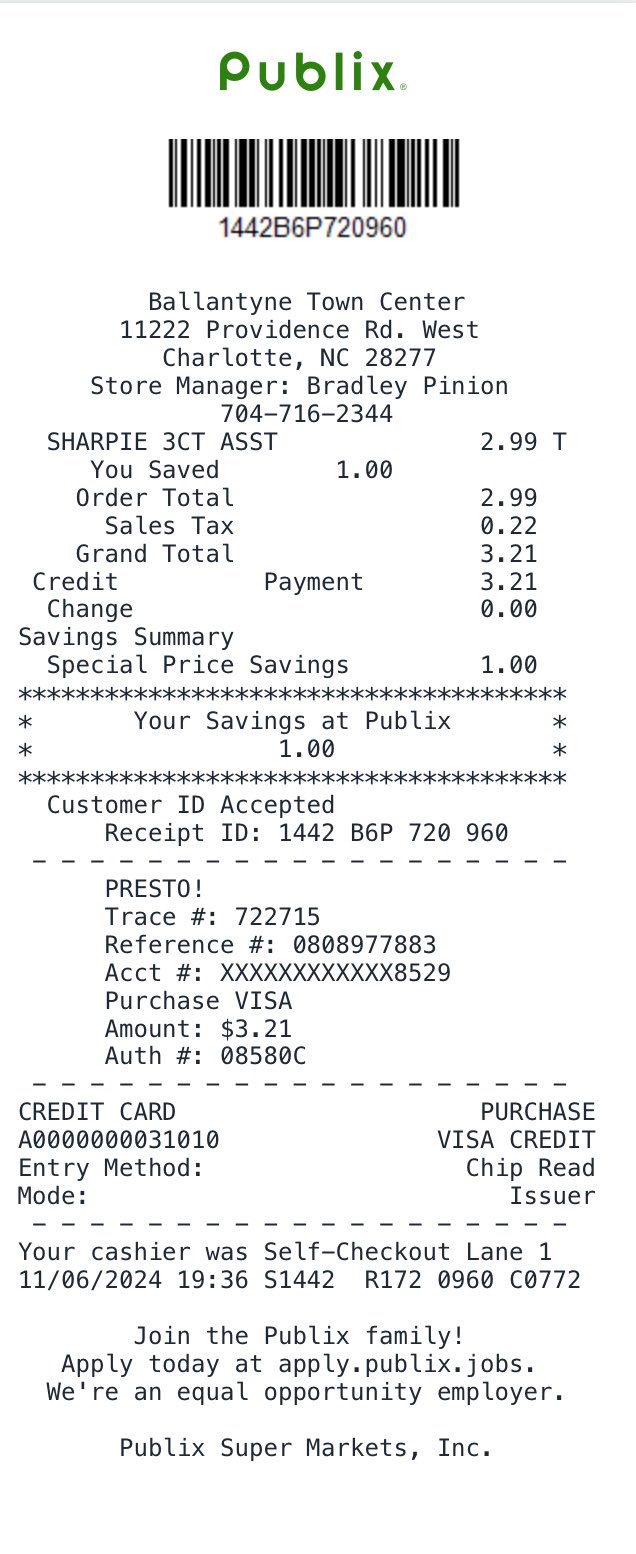 Publix®
1442B6P720960
Ballantyne Town Center
11222 Providence Rd. West
Charlotte, NC 28277
Store Manager: Bradley Pinion
704-716-2344
SHARPIE 3CT ASST 2.99 T
You Saved 1.00
Order Total 2.99
Sales Tax 0.22
Grand Total 3.21
Credit Payment 3.21
Change 0.00
Savings Summary
Special Price Savings 1.00
**************************************
* Your Savings at Publix *
* 1.00 *
**************************************
Customer ID Accepted
Receipt ID: 1442 B6P 720 960
- - - - - - - - - - - - - - - - - - -
PRESTO!
Trace #: 722715
Reference #: 0808977883
Acct #: XXXXXXXXXXXX8529
Purchase VISA
Amount: $3.21
Auth #: 08580C
- - - - - - - - - - - - - - - - - - -
CREDIT CARD PURCHASE
A0000000031010 VISA CREDIT
Entry Method: Chip Read
Mode: Issuer
- - - - - - - - - - - - - - - - - - -
Your cashier was Self-Checkout Lane 1
11/06/2024 19:36 S1442 R172 0960 C0772
Join the Publix family!
Apply today at apply.publix.jobs.
We're an equal opportunity employer.
Publix Super Markets, Inc.